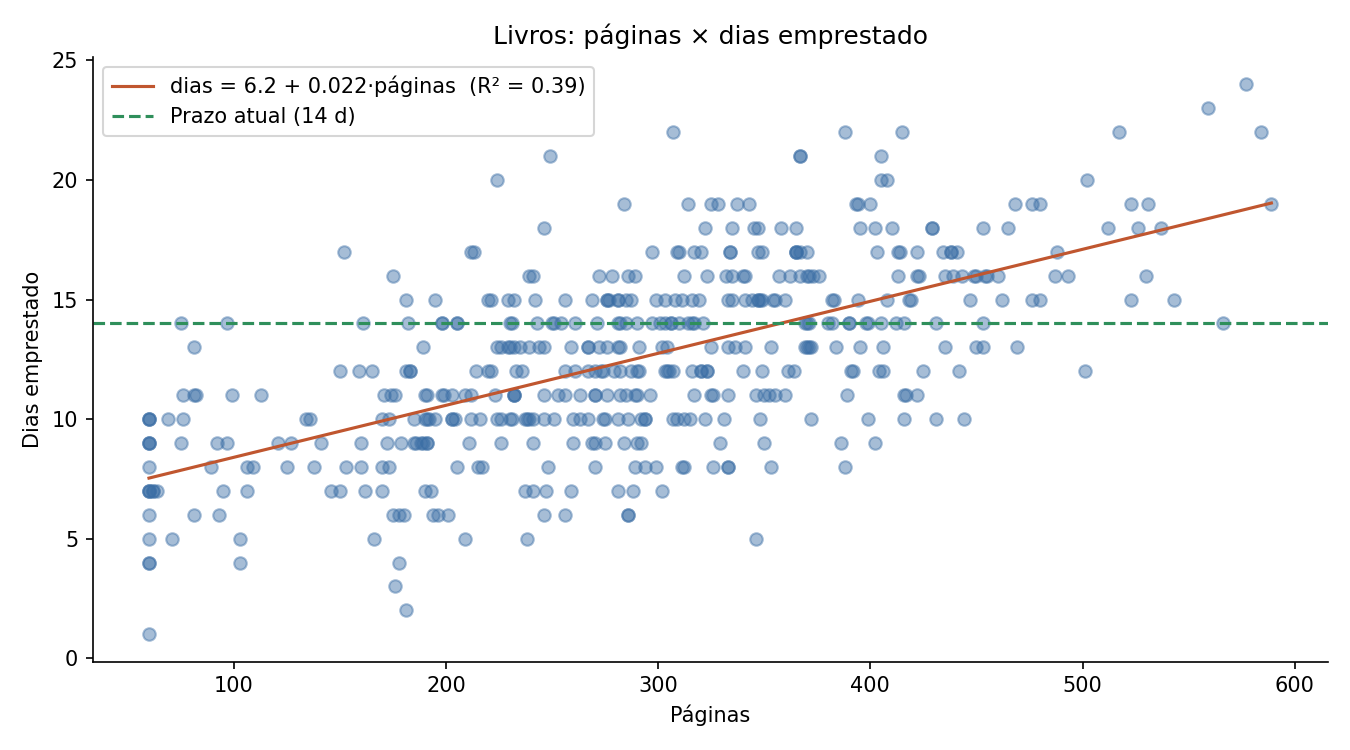 Livros: páginas × dias emprestado
dias = 6.2 + 0.022·páginas (R² = 0.39)
Prazo atual (14 d)
Dias emprestado
25
20
15
10
5
0
100
200
300
400
500
600
Páginas